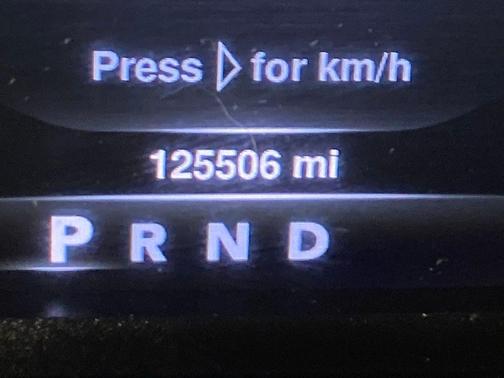 Press ▷ for km/h
125506 mi
P R N D